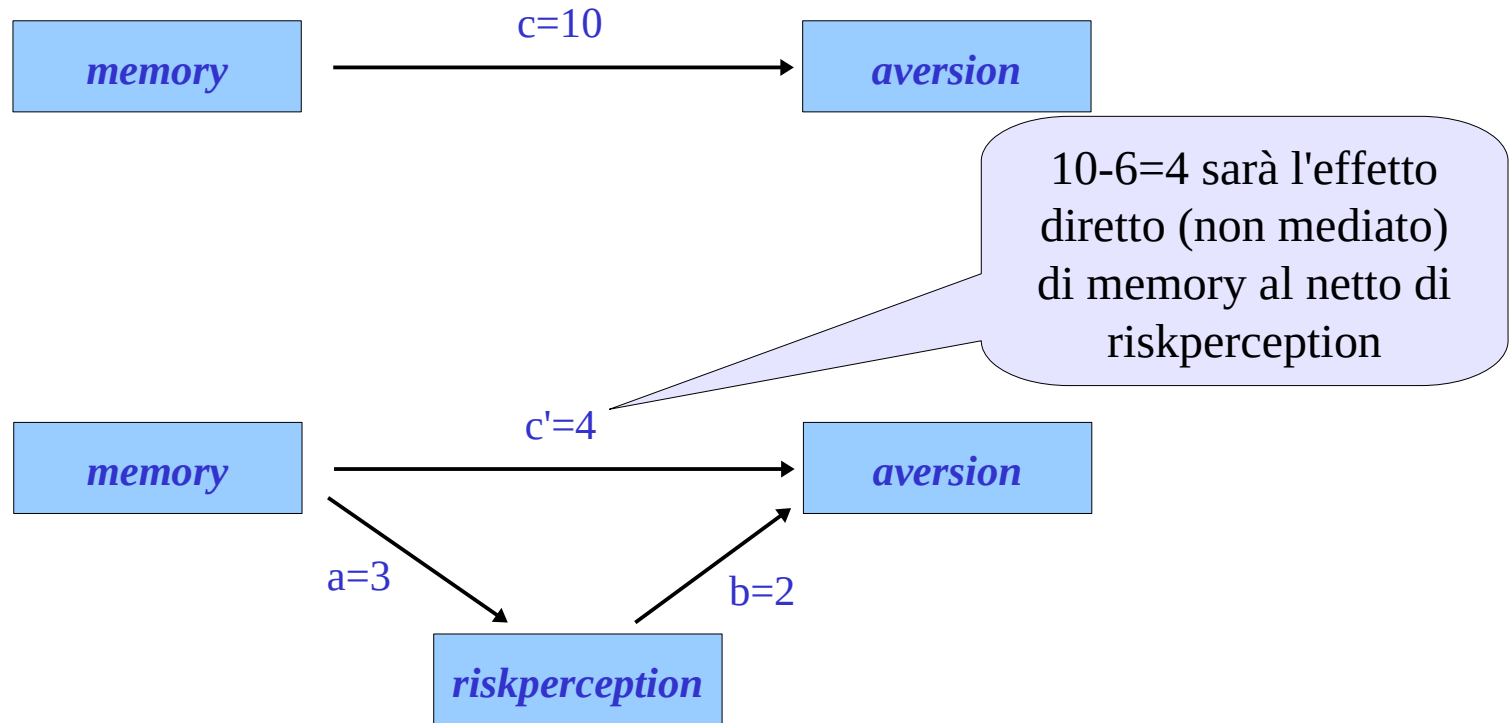 c=10
memory
aversion
10-6=4 sarà l'effetto
diretto (non mediato)
di memory al netto di
riskperception
c'=4
memory
aversion
a=3
b=2
riskperception